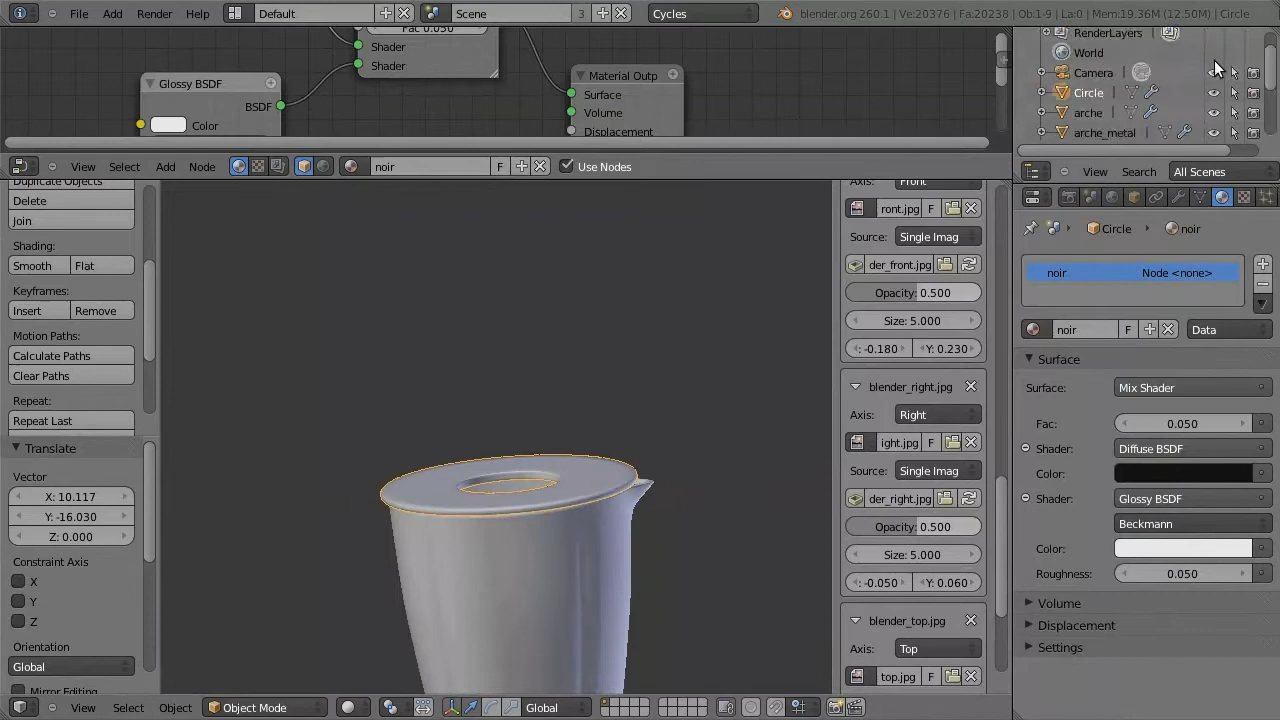 File Add Render Help Default Scene 3 Cycles blender.org 260.1 | Ve:20376 | Fa:20238 | Ob:1-9 | La:0 | Mem:19.36M (12.50M) | Circle
Fac 0.050
Shader
Shader
Glossy BSDF
BSDF
Color
Material Outp
Surface
Volume
Displacement
RenderLayers
World
Camera
Circle
arche
arche_metal
View Select Add Node noir F Use Nodes
View Search All Scenes
Duplicate Objects
Delete
Join
Shading:
Smooth Flat
Keyframes:
Insert Remove
Motion Paths:
Calculate Paths
Clear Paths
Repeat:
Repeat Last
Translate
Vector
X: 10.117
Y: -16.030
Z: 0.000
Constraint Axis
X
Y
Z
Orientation
Global
Mirror Editing
Axis: Front
ront.jpg F
Source: Single Imag
der_front.jpg
Opacity: 0.500
Size: 5.000
: -0.180 Y: 0.230
blender_right.jpg
Axis: Right
ight.jpg F
Source: Single Imag
der_right.jpg
Opacity: 0.500
Size: 5.000
: -0.050 Y: 0.060
blender_top.jpg
Axis: Top
top.jpg F
Circle noir
noir Node <none>
noir F Data
Surface
Surface: Mix Shader
Fac: 0.050
Shader: Diffuse BSDF
Color:
Shader: Glossy BSDF
Beckmann
Color:
Roughness: 0.050
Volume
Displacement
Settings
View Select Object Object Mode Global